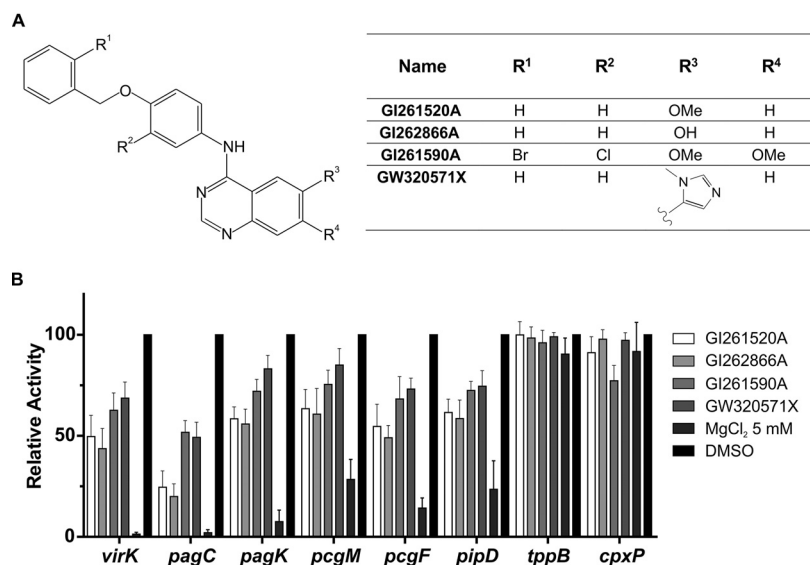 A
R¹
O
R²
NH
R³
N
N
R⁴
Name R¹ R² R³ R⁴
GI261520A H H OMe H
GI262866A H H OH H
GI261590A Br Cl OMe OMe
GW320571X H H N N H
B
Relative Activity
100
50
0
virK pagC pagK pcgM pcgF pipD tppB cpxP
GI261520A
GI262866A
GI261590A
GW320571X
MgCl₂ 5 mM
DMSO